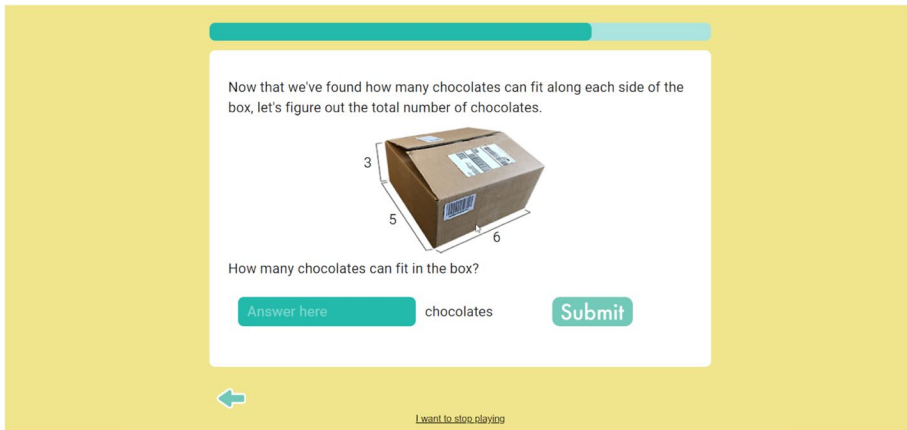 Now that we've found how many chocolates can fit along each side of the
box, let's figure out the total number of chocolates.
3
5
6
How many chocolates can fit in the box?
Answer here chocolates Submit
I want to stop playing